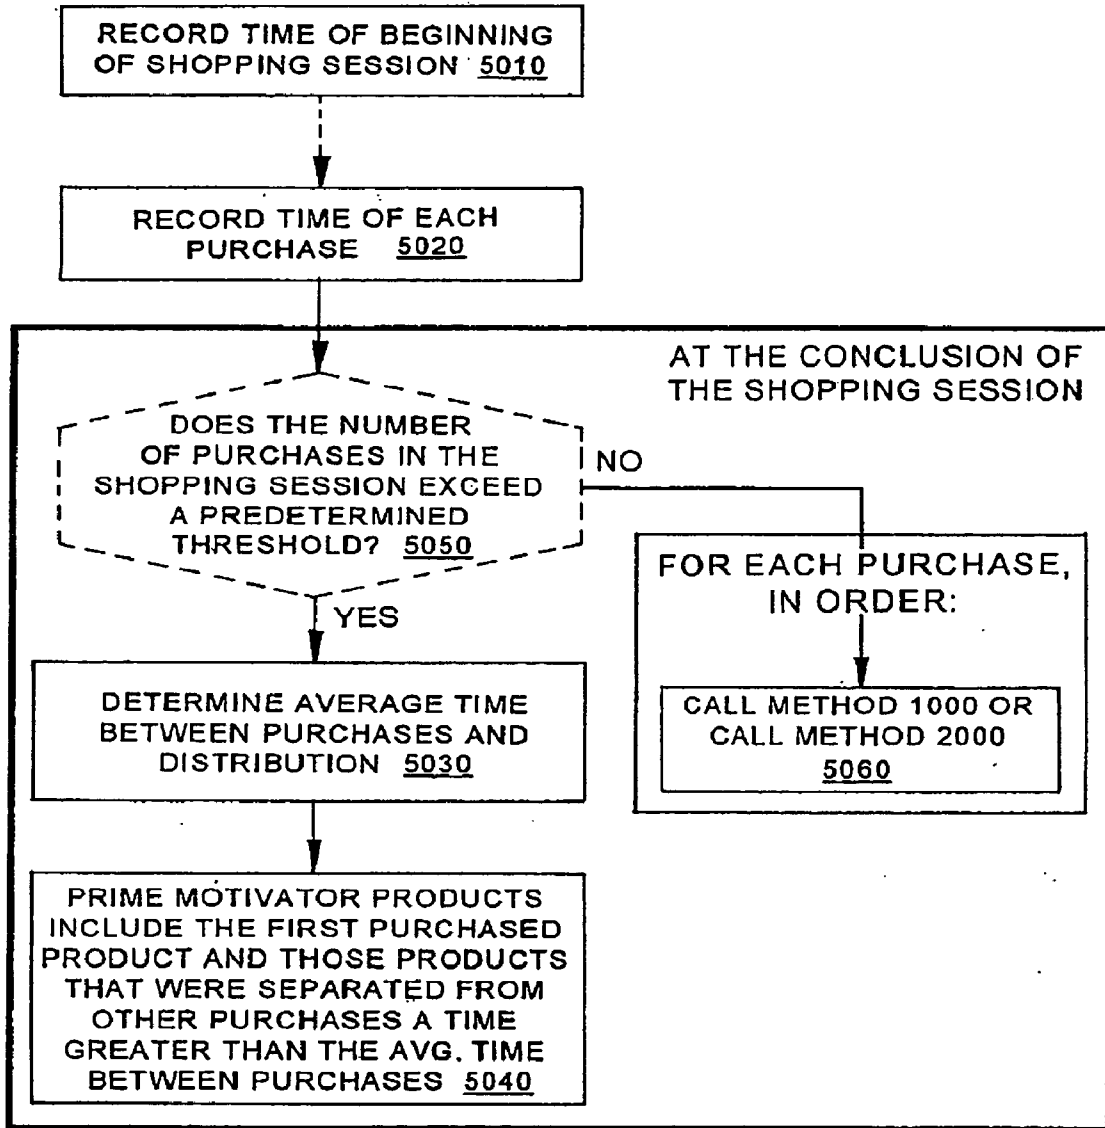 RECORD TIME OF BEGINNING
OF SHOPPING SESSION 5010
RECORD TIME OF EACH
PURCHASE 5020
AT THE CONCLUSION OF
THE SHOPPING SESSION
DOES THE NUMBER
OF PURCHASES IN THE
SHOPPING SESSION EXCEED
A PREDETERMINED
THRESHOLD? 5050
NO
YES
FOR EACH PURCHASE,
IN ORDER:
CALL METHOD 1000 OR
CALL METHOD 2000
5060
DETERMINE AVERAGE TIME
BETWEEN PURCHASES AND
DISTRIBUTION 5030
PRIME MOTIVATOR PRODUCTS
INCLUDE THE FIRST PURCHASED
PRODUCT AND THOSE PRODUCTS
THAT WERE SEPARATED FROM
OTHER PURCHASES A TIME
GREATER THAN THE AVG. TIME
BETWEEN PURCHASES 5040